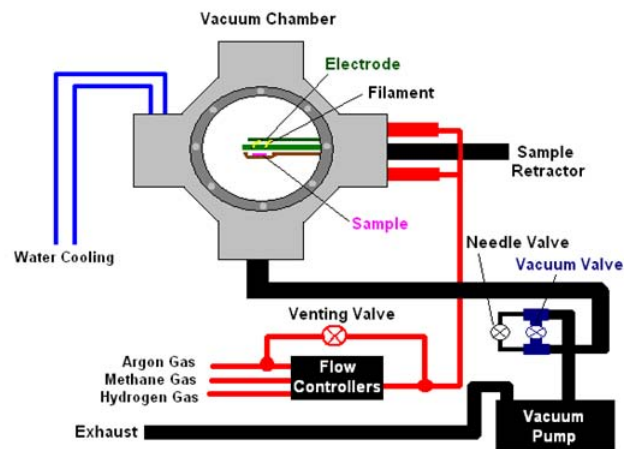 Vacuum Chamber
Electrode
Filament
Sample
Retractor
Sample
Water Cooling
Needle Valve
Vacuum Valve
Venting Valve
Argon Gas
Methane Gas
Hydrogen Gas
Flow
Controllers
Exhaust
Vacuum
Pump